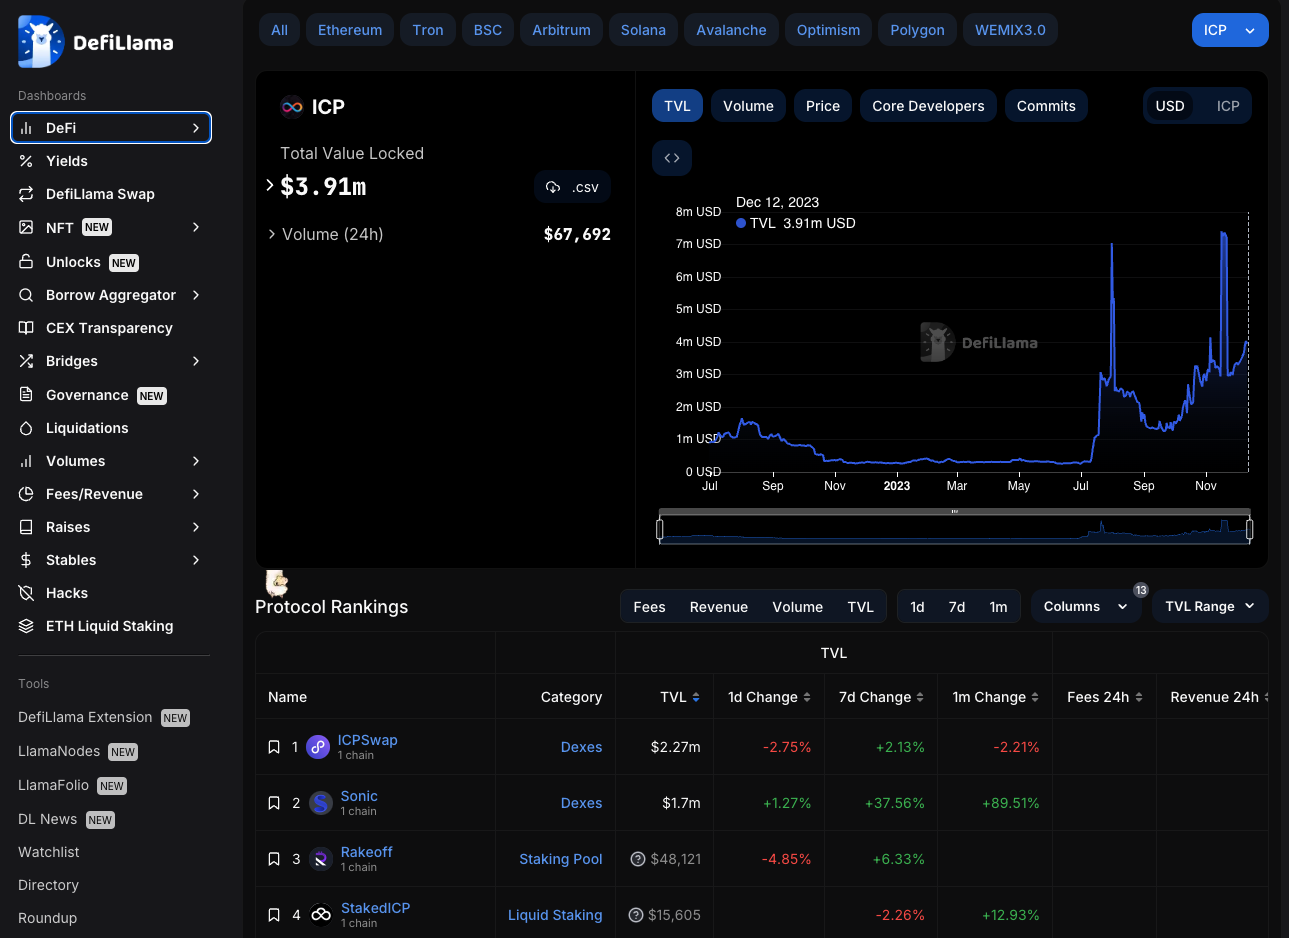 DefiLlama
Dashboards
DeFi
Yields
DefiLlama Swap
NFT NEW
Unlocks NEW
Borrow Aggregator
CEX Transparency
Bridges
Governance NEW
Liquidations
Volumes
Fees/Revenue
Raises
Stables
Hacks
ETH Liquid Staking
Tools
DefiLlama Extension NEW
LlamaNodes NEW
LlamaFolio NEW
DL News NEW
Watchlist
Directory
Roundup
All Ethereum Tron BSC Arbitrum Solana Avalanche Optimism Polygon WEMIX3.0 ICP
ICP
Total Value Locked
$3.91m .csv
Volume (24h) $67,692
TVL Volume Price Core Developers Commits USD ICP
Dec 12, 2023
TVL 3.91m USD
8m USD
7m USD
6m USD
5m USD
4m USD
3m USD
2m USD
1m USD
0 USD
DefiLlama
Jul Sep Nov 2023 Mar May Jul Sep Nov
Protocol Rankings
Fees Revenue Volume TVL 1d 7d 1m Columns 13 TVL Range
TVL
Name Category TVL 1d Change 7d Change 1m Change Fees 24h Revenue 24h
1 ICPSwap Dexes $2.27m -2.75% +2.13% -2.21%
1 chain
2 Sonic Dexes $1.7m +1.27% +37.56% +89.51%
1 chain
3 Rakeoff Staking Pool $48,121 -4.85% +6.33%
1 chain
4 StakedICP Liquid Staking $15,605 -2.26% +12.93%
1 chain